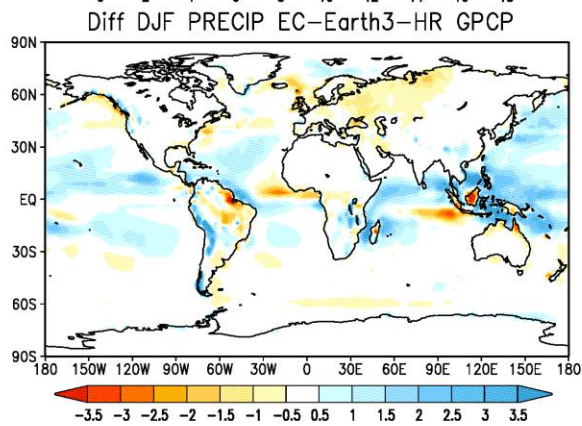 Diff DJF PRECIP EC-Earth3-HR GPCP
90N
60N
30N
EQ
30S
60S
90S
180 150W 120W 90W 60W 30W 0 30E 60E 90E 120E 150E 180
-3.5 -3 -2.5 -2 -1.5 -1 -0.5 0.5 1 1.5 2 2.5 3 3.5